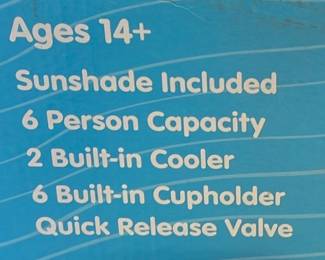 Ages 14+
Sunshade Included
6 Person Capacity
2 Built-in Cooler
6 Built-in Cupholder
Quick Release Valve